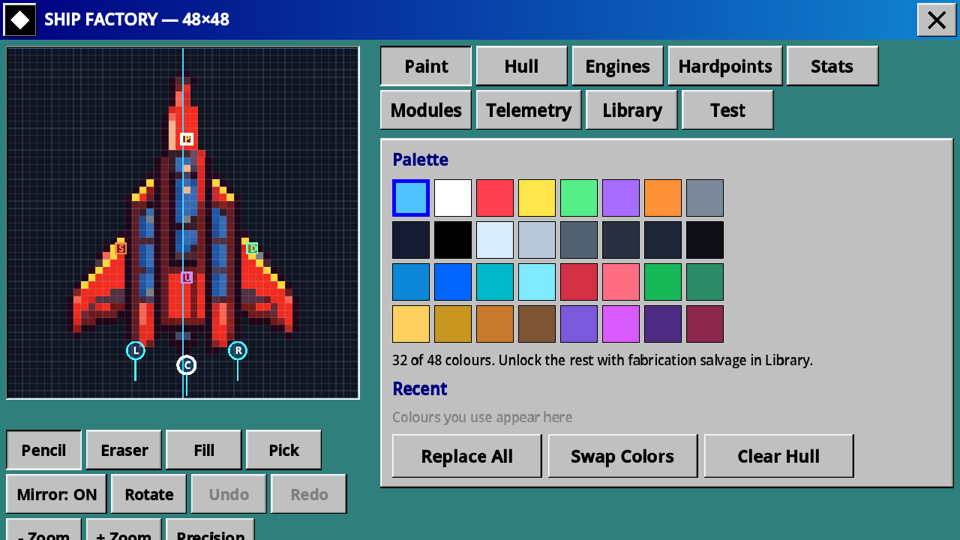 SHIP FACTORY — 48×48
P
S
D
U
L
C
R
Pencil Eraser Fill Pick
Mirror: ON Rotate Undo Redo
- Zoom + Zoom Precision
Paint Hull Engines Hardpoints Stats
Modules Telemetry Library Test
Palette
32 of 48 colours. Unlock the rest with fabrication salvage in Library.
Recent
Colours you use appear here
Replace All Swap Colors Clear Hull